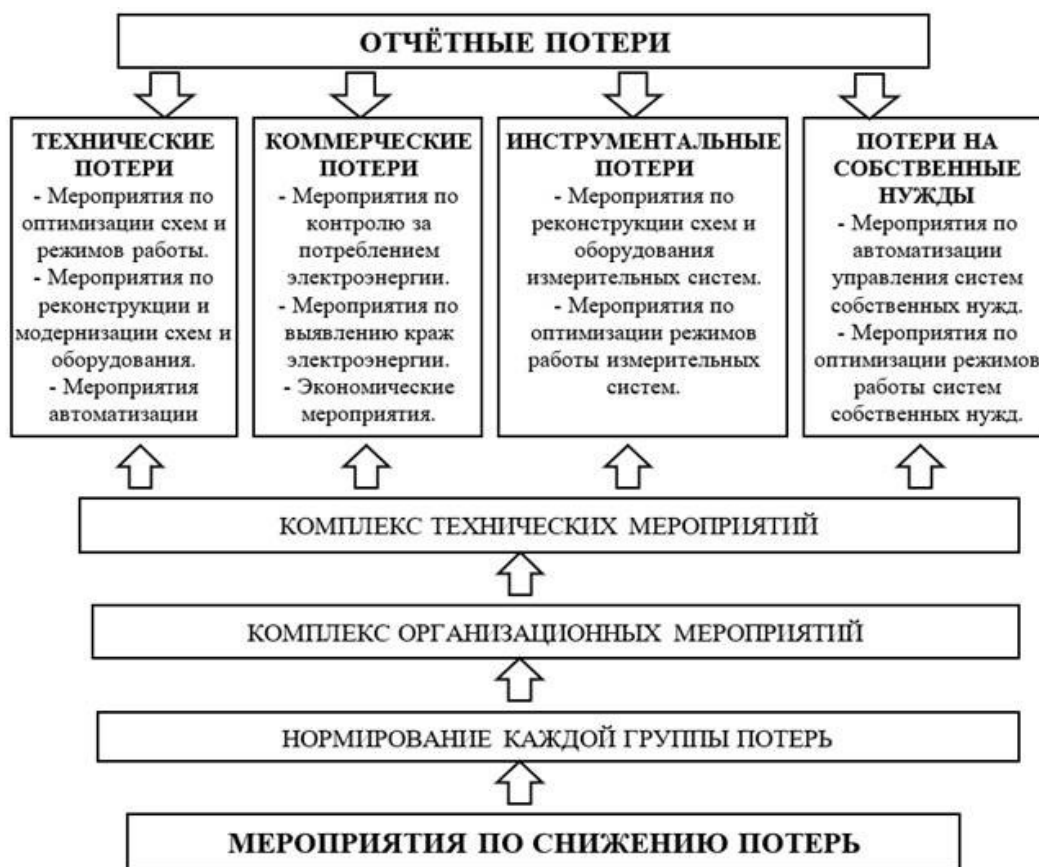 ОТЧЁТНЫЕ ПОТЕРИ
ТЕХНИЧЕСКИЕ
ПОТЕРИ
- Мероприятия по
оптимизации схем и
режимов работы.
- Мероприятия по
реконструкции и
модернизации схем и
оборудования.
- Мероприятия
автоматизации
КОММЕРЧЕСКИЕ
ПОТЕРИ
- Мероприятия по
контролю за
потреблением
электроэнергии.
- Мероприятия по
выявлению краж
электроэнергии.
- Экономические
мероприятия.
ИНСТРУМЕНТАЛЬНЫЕ
ПОТЕРИ
- Мероприятия по
реконструкции схем и
оборудования
измерительных систем.
- Мероприятия по
оптимизации режимов
работы измерительных
систем.
ПОТЕРИ НА
СОБСТВЕННЫЕ
НУЖДЫ
- Мероприятия по
автоматизации
управления систем
собственных нужд.
- Мероприятия по
оптимизации режимов
работы систем
собственных нужд.
КОМПЛЕКС ТЕХНИЧЕСКИХ МЕРОПРИЯТИЙ
КОМПЛЕКС ОРГАНИЗАЦИОННЫХ МЕРОПРИЯТИЙ
НОРМИРОВАНИЕ КАЖДОЙ ГРУППЫ ПОТЕРЬ
МЕРОПРИЯТИЯ ПО СНИЖЕНИЮ ПОТЕРЬ